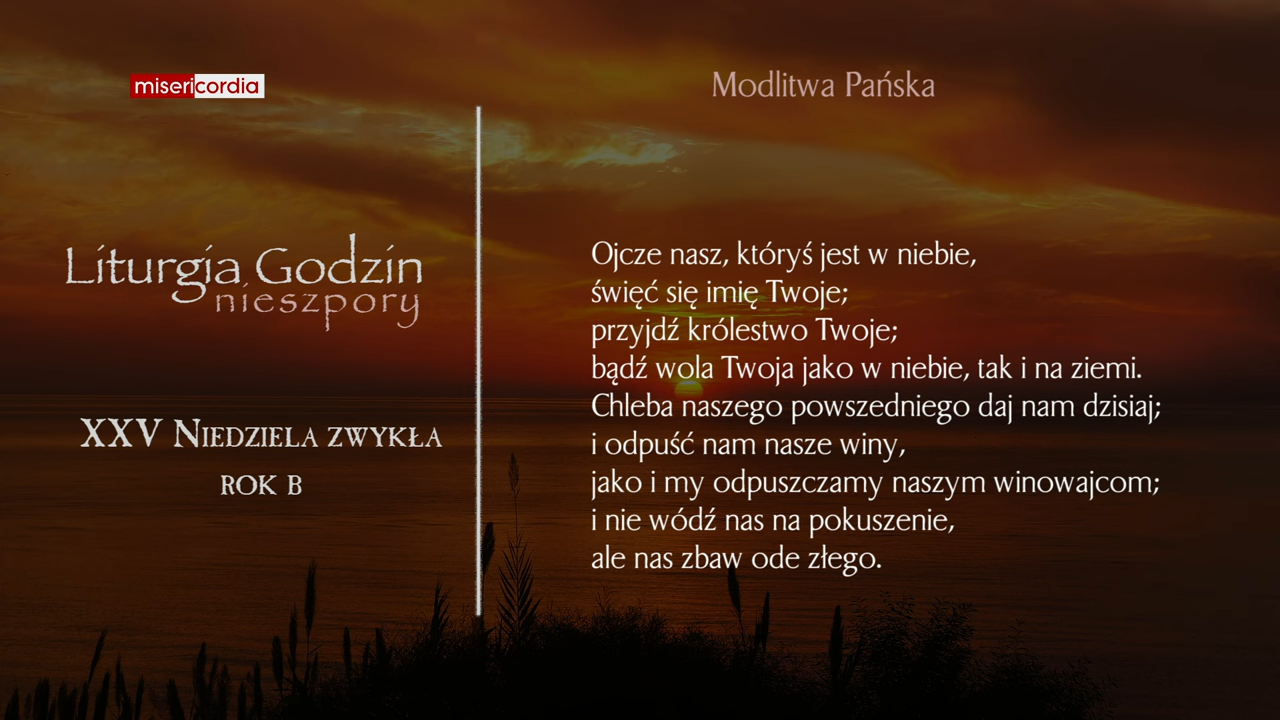 misericordia
Liturgia Godzin
nieszpory
XXV Niedziela zwykła
rok B
Modlitwa Pańska
Ojcze nasz, któryś jest w niebie,
święć się imię Twoje;
przyjdź królestwo Twoje;
bądź wola Twoja jako w niebie, tak i na ziemi.
Chleba naszego powszedniego daj nam dzisiaj;
i odpuść nam nasze winy,
jako i my odpuszczamy naszym winowajcom;
i nie wódź nas na pokuszenie,
ale nas zbaw ode złego.